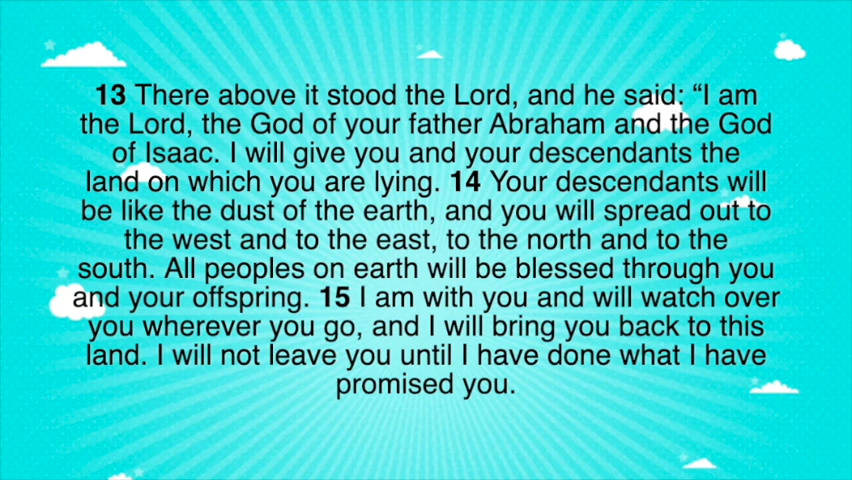 13 There above it stood the Lord, and he said: “I am
the Lord, the God of your father Abraham and the God
of Isaac. I will give you and your descendants the
land on which you are lying. 14 Your descendants will
be like the dust of the earth, and you will spread out to
the west and to the east, to the north and to the
south. All peoples on earth will be blessed through you
and your offspring. 15 I am with you and will watch over
you wherever you go, and I will bring you back to this
land. I will not leave you until I have done what I have
promised you.